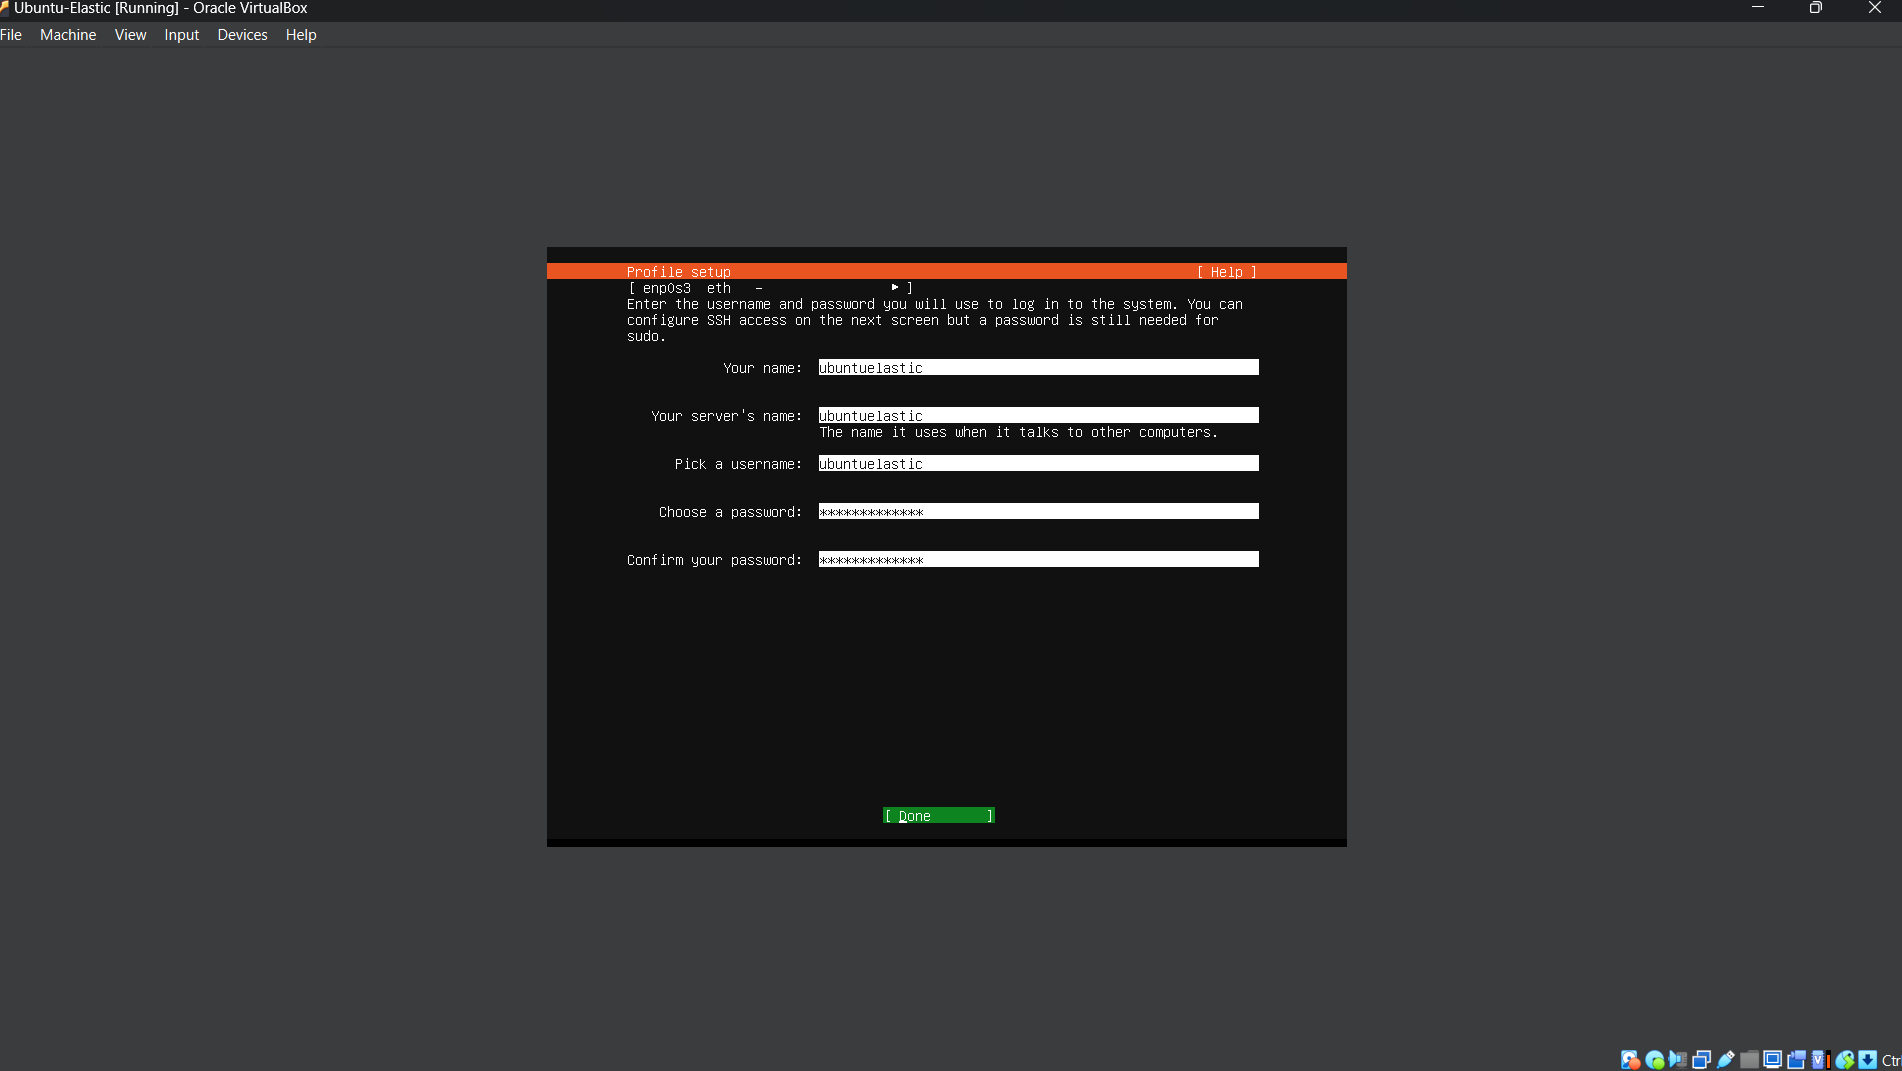 Ubuntu-Elastic [Running] - Oracle VirtualBox
File Machine View Input Devices Help
Profile setup [ Help ]
[ enp0s3 eth - ▸ ]
Enter the username and password you will use to log in to the system. You can
configure SSH access on the next screen but a password is still needed for
sudo.
Your name: ubuntuelastic
Your server's name: ubuntuelastic
The name it uses when it talks to other computers.
Pick a username: ubuntuelastic
Choose a password: *************
Confirm your password: *************
[ Done ]
Ctr